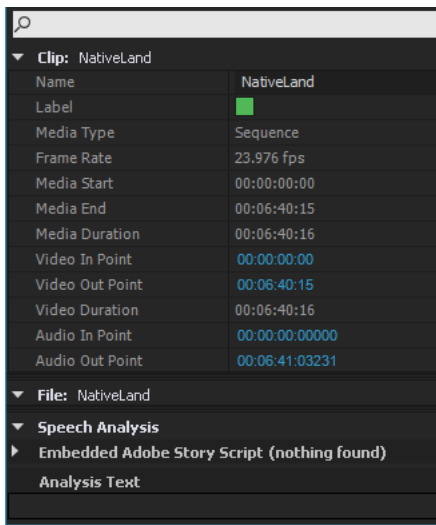 Clip: NativeLand
Name NativeLand
Label
Media Type Sequence
Frame Rate 23.976 fps
Media Start 00:00:00:00
Media End 00:06:40:15
Media Duration 00:06:40:16
Video In Point 00:00:00:00
Video Out Point 00:06:40:15
Video Duration 00:06:40:16
Audio In Point 00:00:00:00000
Audio Out Point 00:06:41:03231
File: NativeLand
Speech Analysis
Embedded Adobe Story Script (nothing found)
Analysis Text